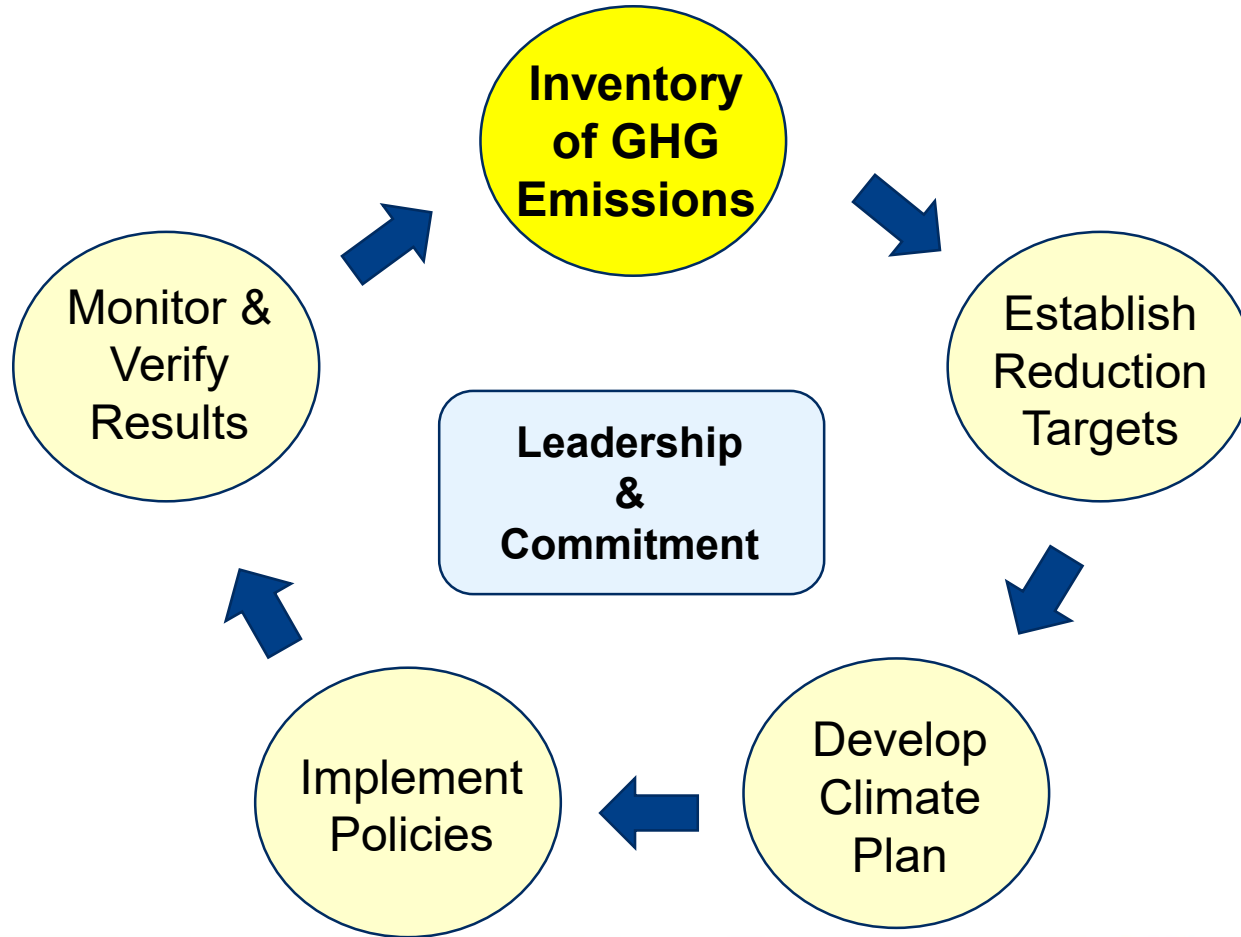 Inventory
of GHG
Emissions
Establish
Reduction
Targets
Develop
Climate
Plan
Implement
Policies
Monitor &
Verify
Results
Leadership
&
Commitment